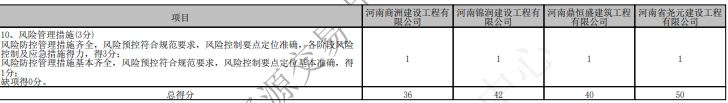 项目 河南商洲建设工程有限公司 河南锦润建设工程有限公司 河南鼎恒盛建筑工程有限公司 河南省尧元建设工程有限公司
10、风险管理措施(3分)
风险防控管理措施齐全，风险预控符合规范要求，风险控制要点定位准确，各阶段风险
控制及应急措施得力，得3分；
风险防控管理措施基本齐全，风险预控符合规范要求，风险控制要点定位基本准确，得
1分；
缺项得0分。
1 1 1 1
总得分 36 42 40 50
源交易
中心